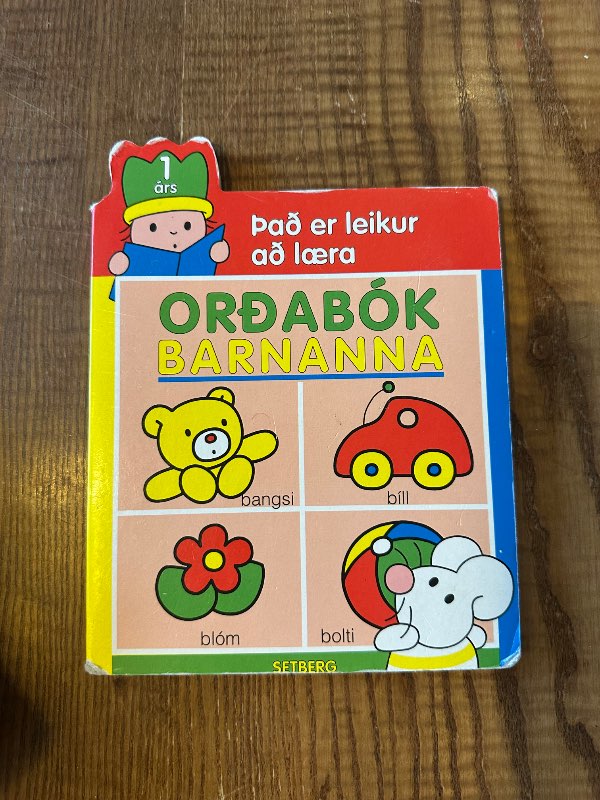 1
árs
Það er leikur
að læra
ORÐABÓK
BARNANNA
bangsi
bíll
blóm
bolti
SETBERG